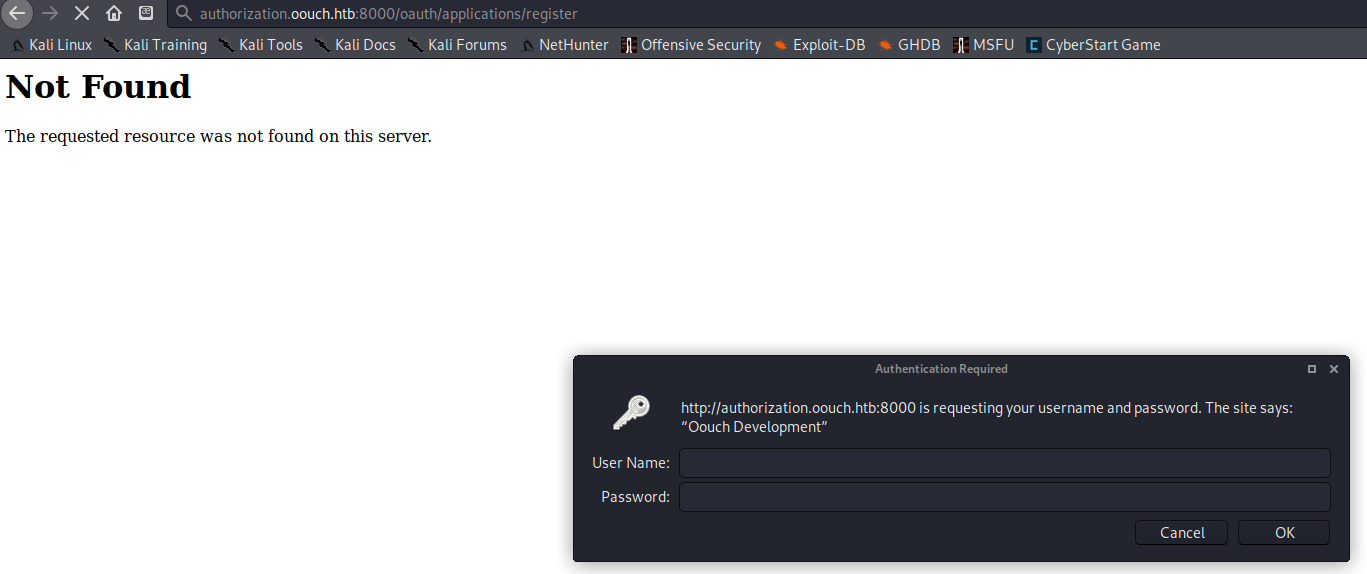 authorization.oouch.htb:8000/oauth/applications/register
Kali Linux Kali Training Kali Tools Kali Docs Kali Forums NetHunter Offensive Security Exploit-DB GHDB MSFU CyberStart Game
Not Found
The requested resource was not found on this server.
Authentication Required
http://authorization.oouch.htb:8000 is requesting your username and password. The site says:
“Oouch Development”
User Name:
Password:
Cancel OK